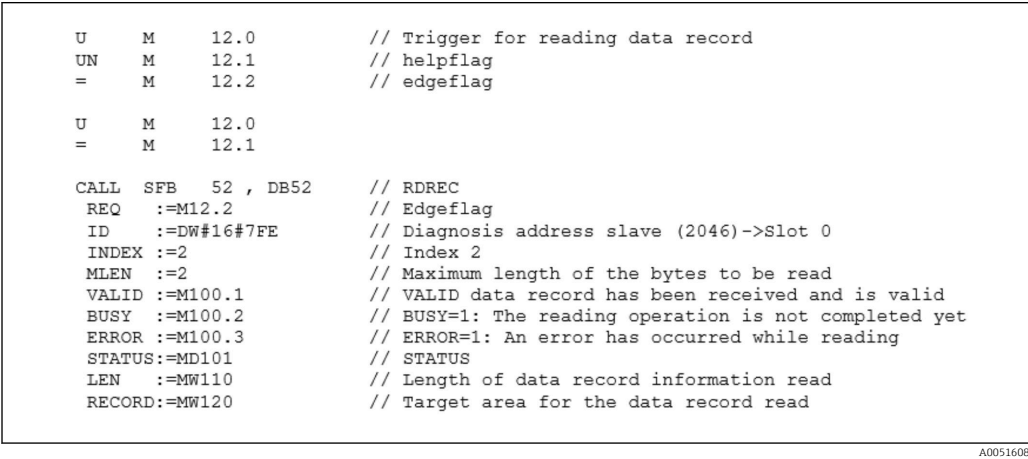 U M 12.0 // Trigger for reading data record
UN M 12.1 // helpflag
= M 12.2 // edgeflag
U M 12.0
= M 12.1
CALL SFB 52 , DB52 // RDREC
REQ :=M12.2 // Edgeflag
ID :=DW#16#7FE // Diagnosis address slave (2046)->Slot 0
INDEX :=2 // Index 2
MLEN :=2 // Maximum length of the bytes to be read
VALID :=M100.1 // VALID data record has been received and is valid
BUSY :=M100.2 // BUSY=1: The reading operation is not completed yet
ERROR :=M100.3 // ERROR=1: An error has occurred while reading
STATUS:=MD101 // STATUS
LEN :=MW110 // Length of data record information read
RECORD:=MW120 // Target area for the data record read
A0051608